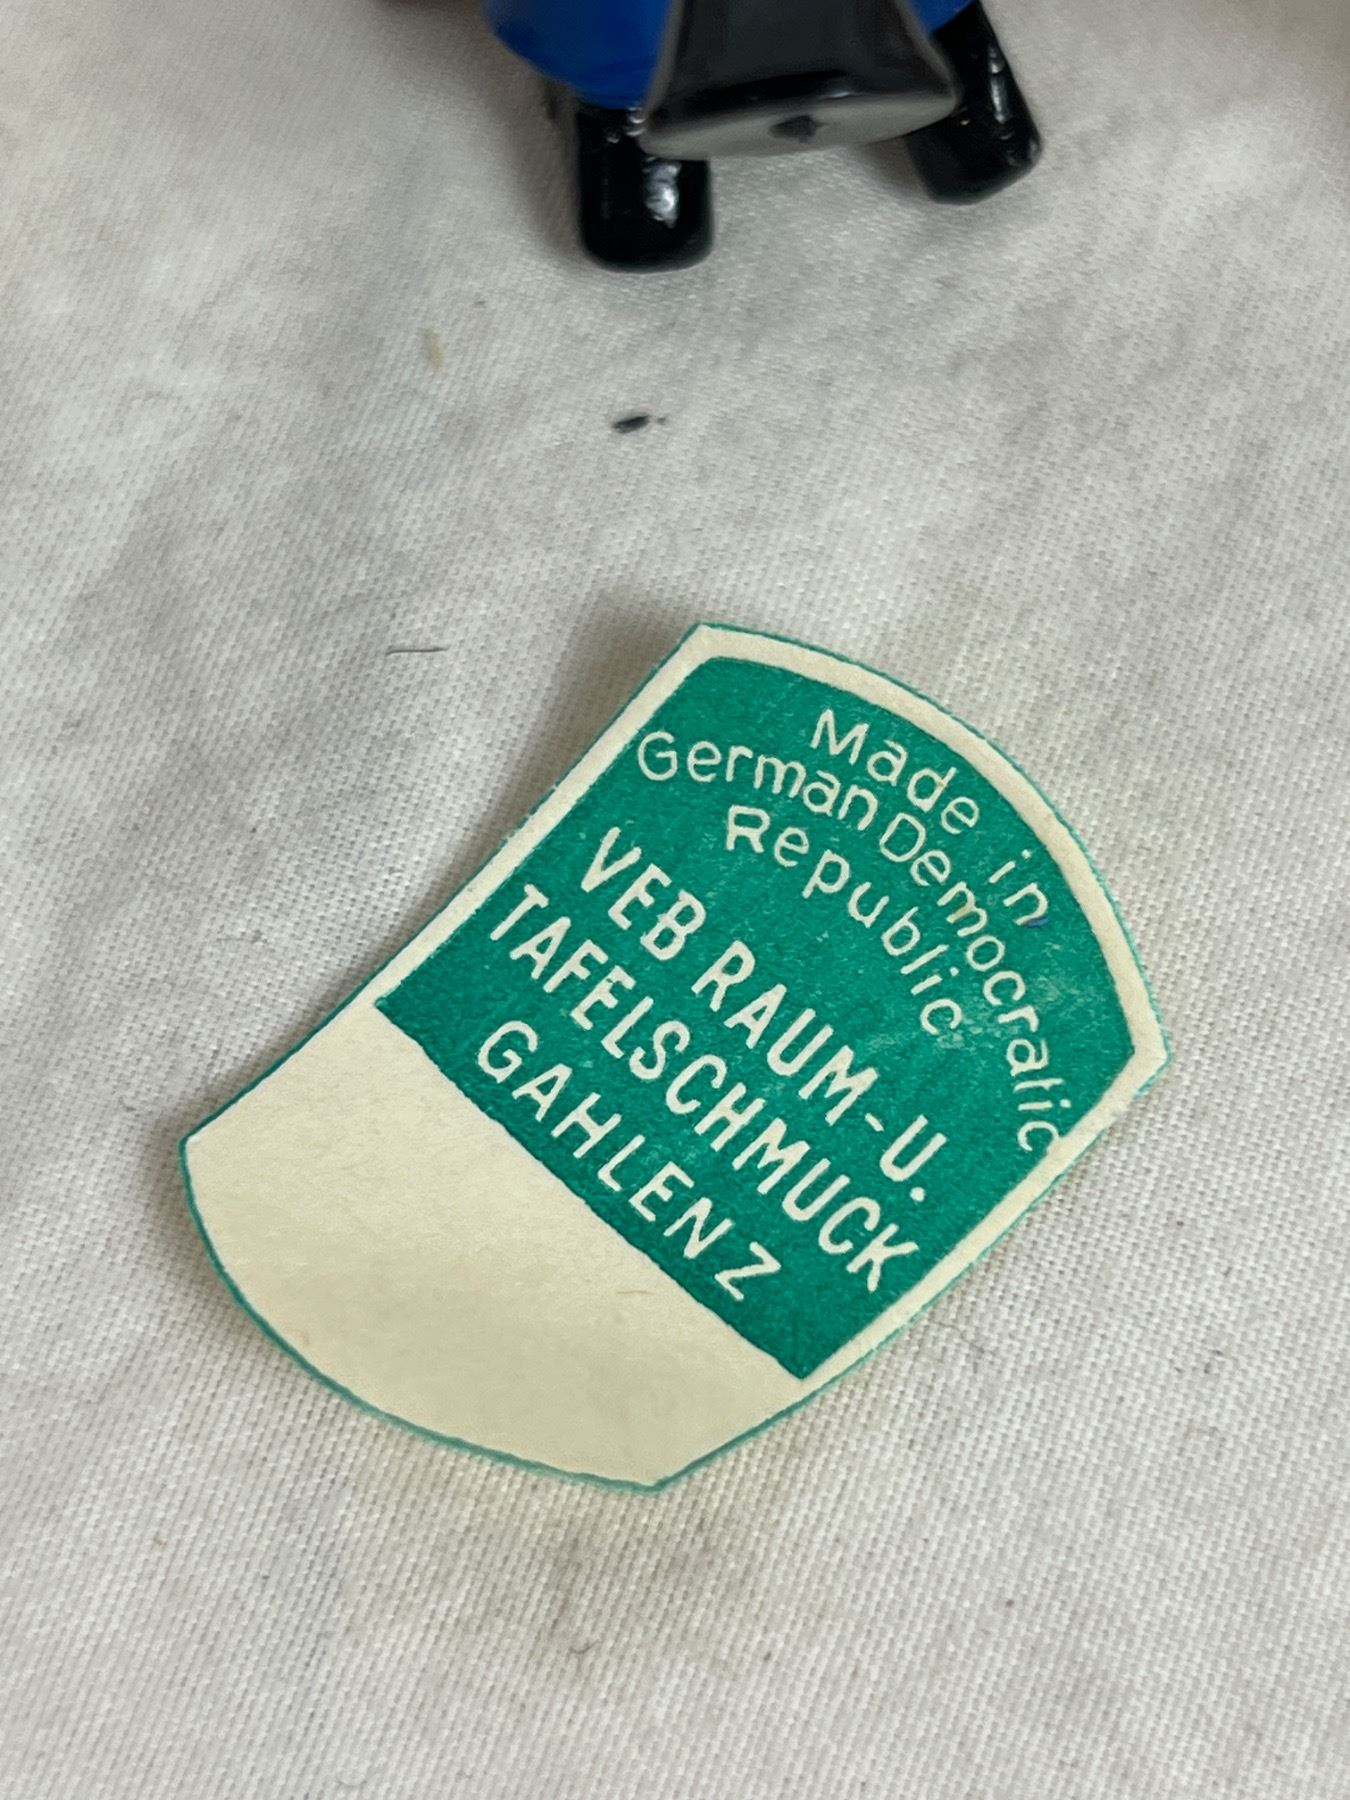 Made in
German Democratic
Republic
VEB RAUM-U.
TAFELSCHMUCK
GAHLENZ